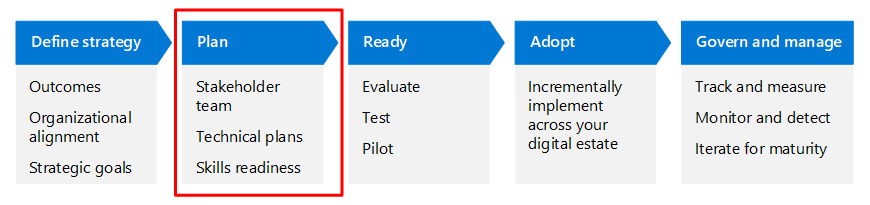 Define strategy
Outcomes
Organizational
alignment
Strategic goals
Plan
Stakeholder
team
Technical plans
Skills readiness
Ready
Evaluate
Test
Pilot
Adopt
Incrementally
implement
across your
digital estate
Govern and manage
Track and measure
Monitor and detect
Iterate for maturity